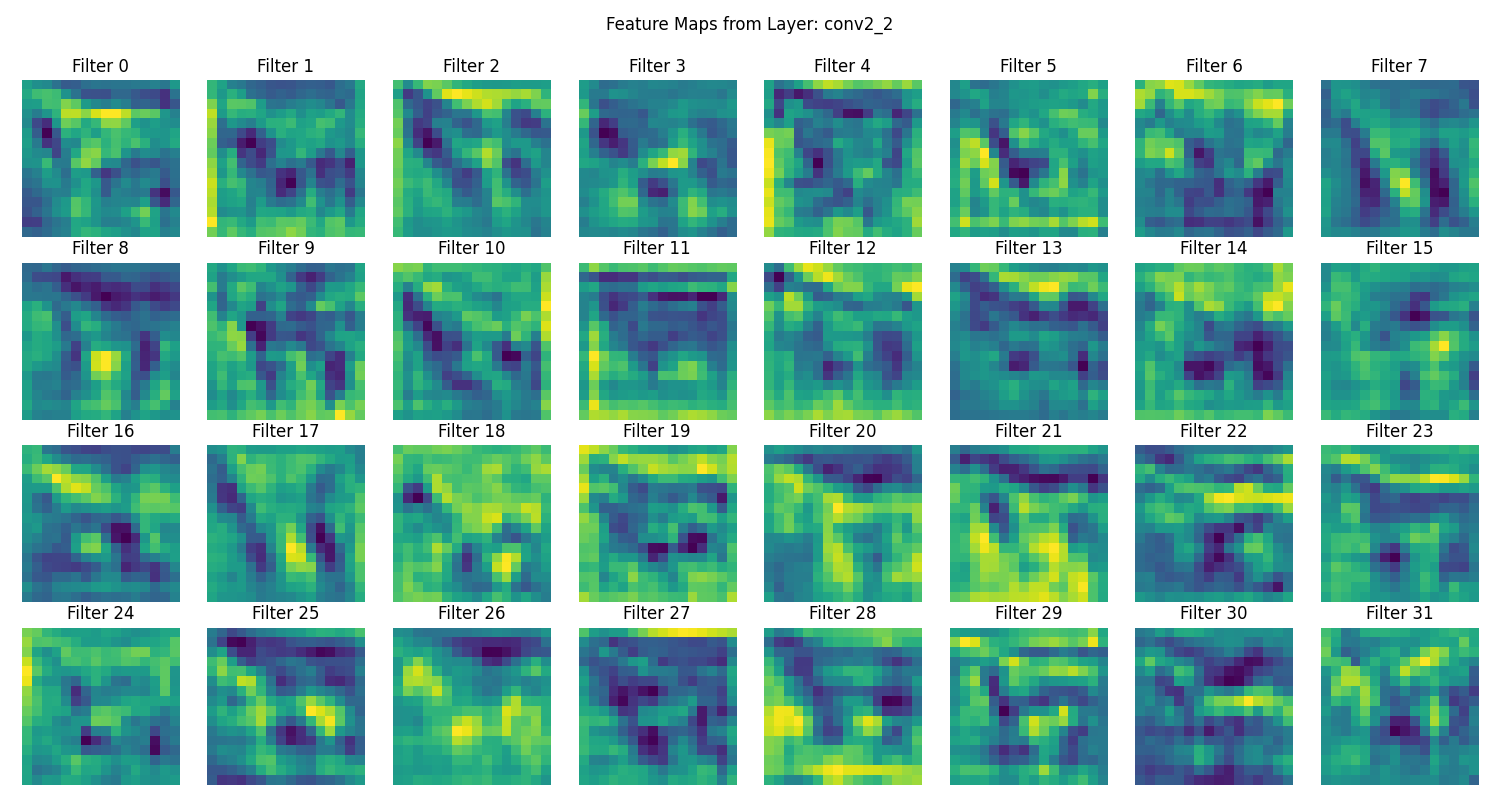 Feature Maps from Layer: conv2_2
Filter 0 Filter 1 Filter 2 Filter 3 Filter 4 Filter 5 Filter 6 Filter 7
Filter 8 Filter 9 Filter 10 Filter 11 Filter 12 Filter 13 Filter 14 Filter 15
Filter 16 Filter 17 Filter 18 Filter 19 Filter 20 Filter 21 Filter 22 Filter 23
Filter 24 Filter 25 Filter 26 Filter 27 Filter 28 Filter 29 Filter 30 Filter 31